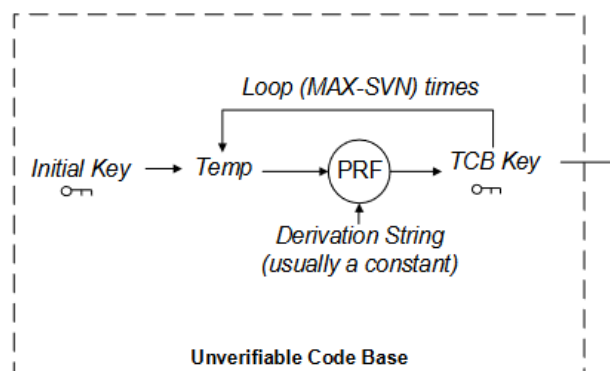 Loop (MAX-SVN) times
Initial Key
Temp
PRF
TCB Key
Derivation String
(usually a constant)
Unverifiable Code Base